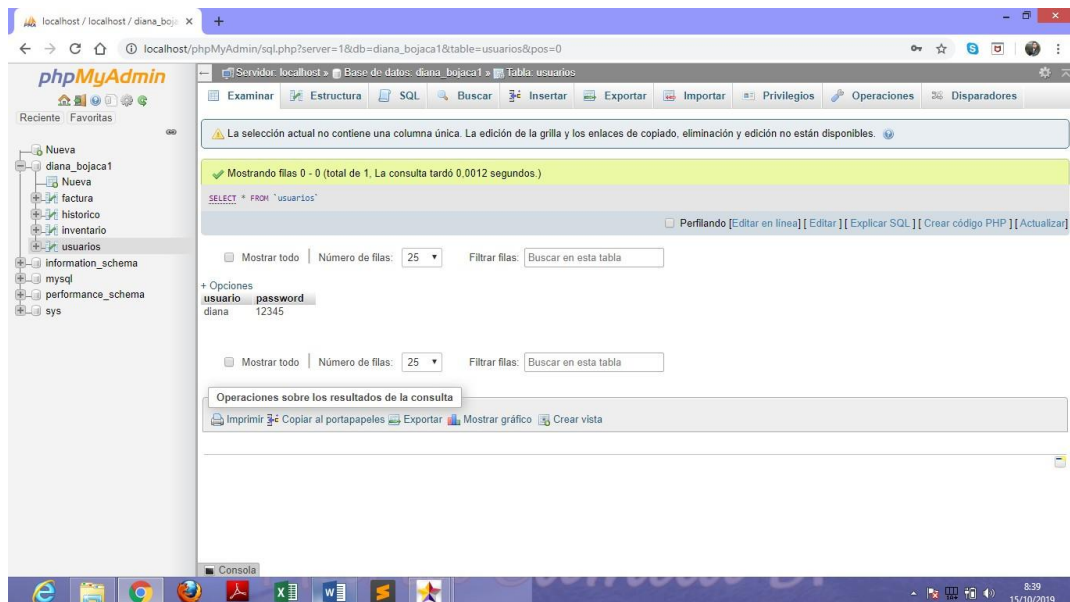 localhost / localhost / diana_boja
localhost/phpMyAdmin/sql.php?server=1&db=diana_bojaca1&table=usuarios&pos=0
phpMyAdmin
Reciente Favoritas
Nueva
diana_bojaca1
Nueva
factura
historico
inventario
usuarios
information_schema
mysql
performance_schema
sys
Servidor: localhost » Base de datos: diana_bojaca1 » Tabla: usuarios
Examinar Estructura SQL Buscar Insertar Exportar Importar Privilegios Operaciones Disparadores
La selección actual no contiene una columna única. La edición de la grilla y los enlaces de copiado, eliminación y edición no están disponibles.
Mostrando filas 0 - 0 (total de 1, La consulta tardó 0,0012 segundos.)
SELECT * FROM `usuarios`
Perfilando [Editar en línea] [ Editar ] [ Explicar SQL ] [ Crear código PHP ] [ Actualizar]
Mostrar todo | Número de filas: 25 Filtrar filas: Buscar en esta tabla
+ Opciones
usuario password
diana 12345
Mostrar todo | Número de filas: 25 Filtrar filas: Buscar en esta tabla
Operaciones sobre los resultados de la consulta
Imprimir Copiar al portapapeles Exportar Mostrar gráfico Crear vista
Consola
8:39
15/10/2019